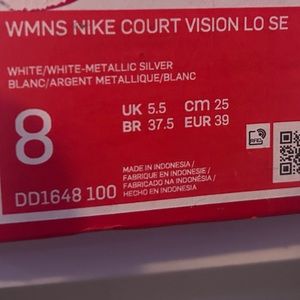 WMNS NIKE COURT VISION LO SE
WHITE/WHITE-METALLIC SILVER
BLANC/ARGENT METALLIQUE/BLANC
8
UK 5.5 cm 25
BR 37.5 EUR 39
MADE IN INDONESIA /
FABRIQUE EN INDONESIE /
FABRICADO NA INDONESIA /
HECHO EN INDONESIA
DD1648 100
RFID